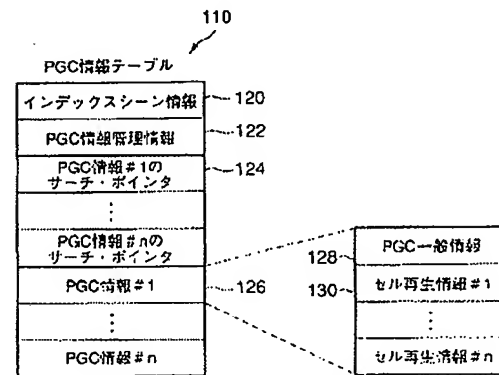 110
PGC情報テーブル
インデックスシーン情報
120
PGC情報管理情報
122
PGC情報#1の
サーチ・ポインタ
124
⋮
PGC情報#nの
サーチ・ポインタ
PGC情報#1
126
⋮
PGC情報#n
PGC一般情報
128
セル再生情報#1
130
⋮
セル再生情報#n